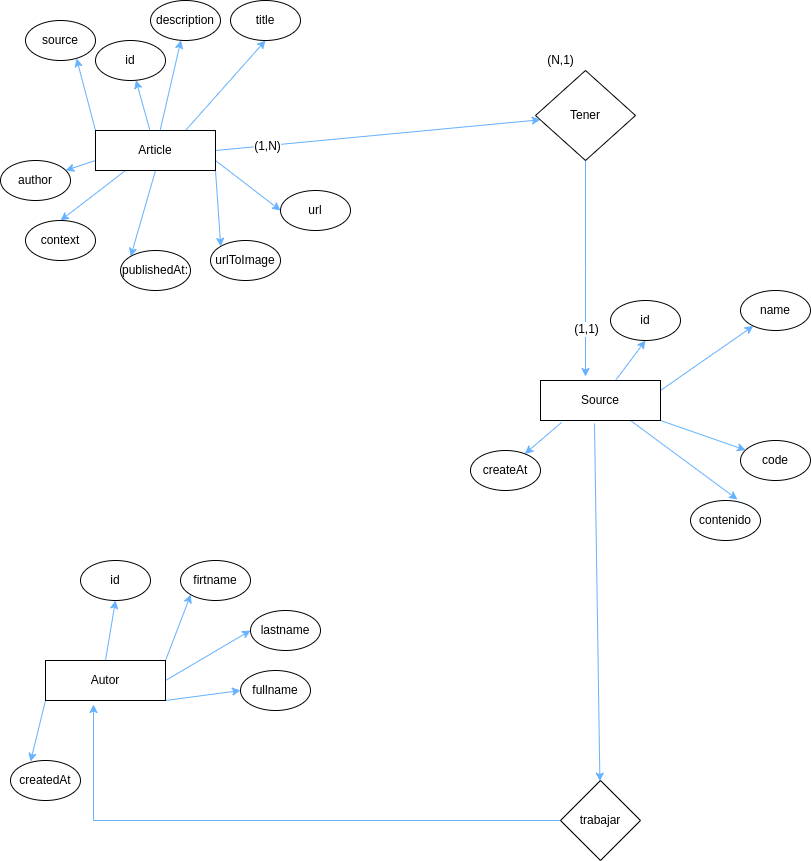 description
title
source
id
(N,1)
Tener
Article
(1,N)
author
url
context
urlToImage
publishedAt:
name
id
(1,1)
Source
code
createAt
contenido
id
firtname
lastname
Autor
fullname
createdAt
trabajar